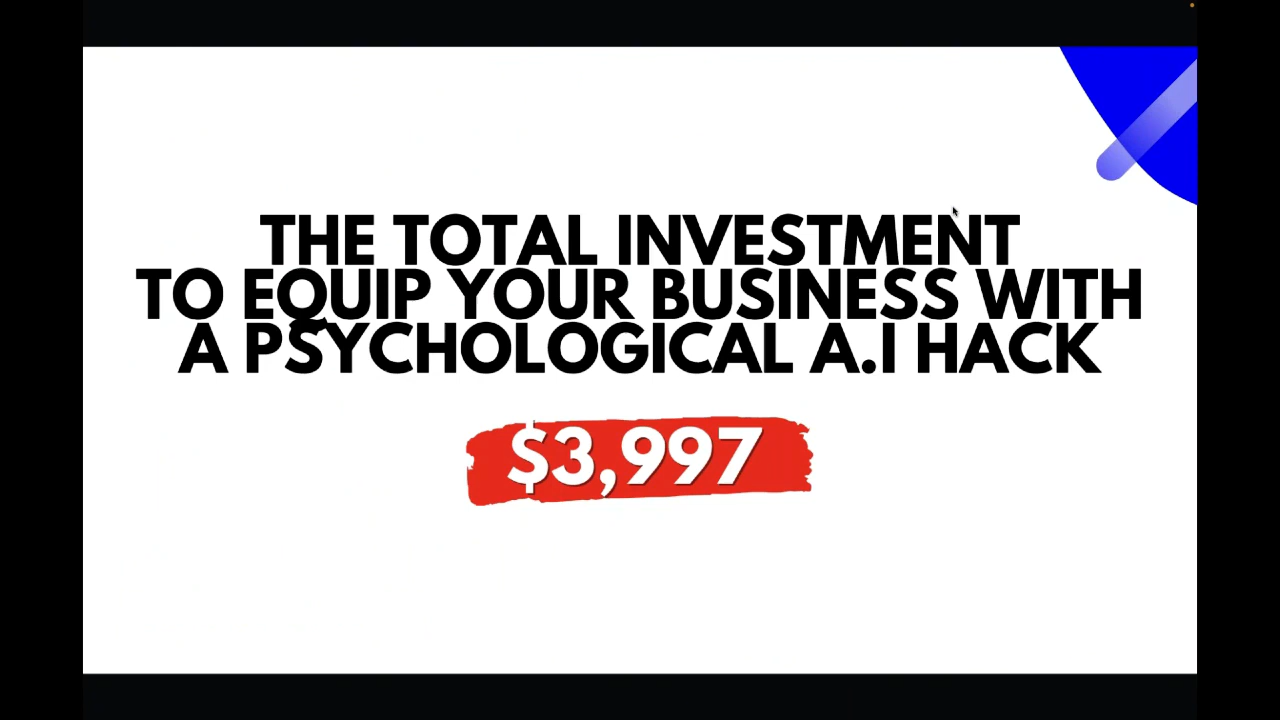 THE TOTAL INVESTMENT
TO EQUIP YOUR BUSINESS WITH
A PSYCHOLOGICAL A.I HACK
$3,997